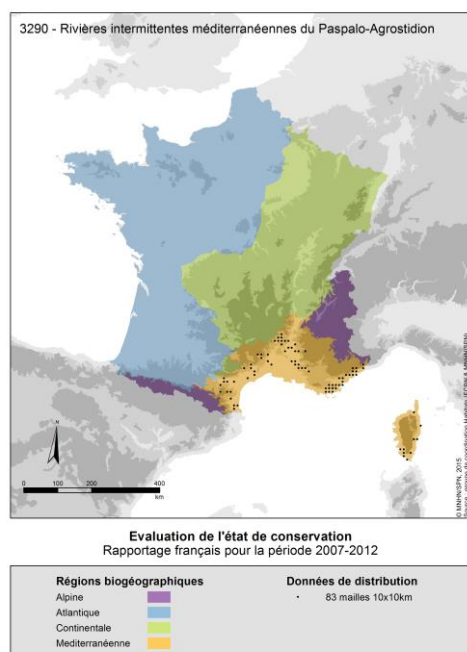 3290 - Rivières intermittentes méditerranéennes du Paspalo-Agrostidion
N
0 100 200 400
km
© MNHN/SPN, 2015
Evaluation de l'état de conservation
Rapportage français pour la période 2007-2012
Régions biogéographiques
Alpine
Atlantique
Continentale
Mediterranéenne
Données de distribution
83 mailles 10x10km